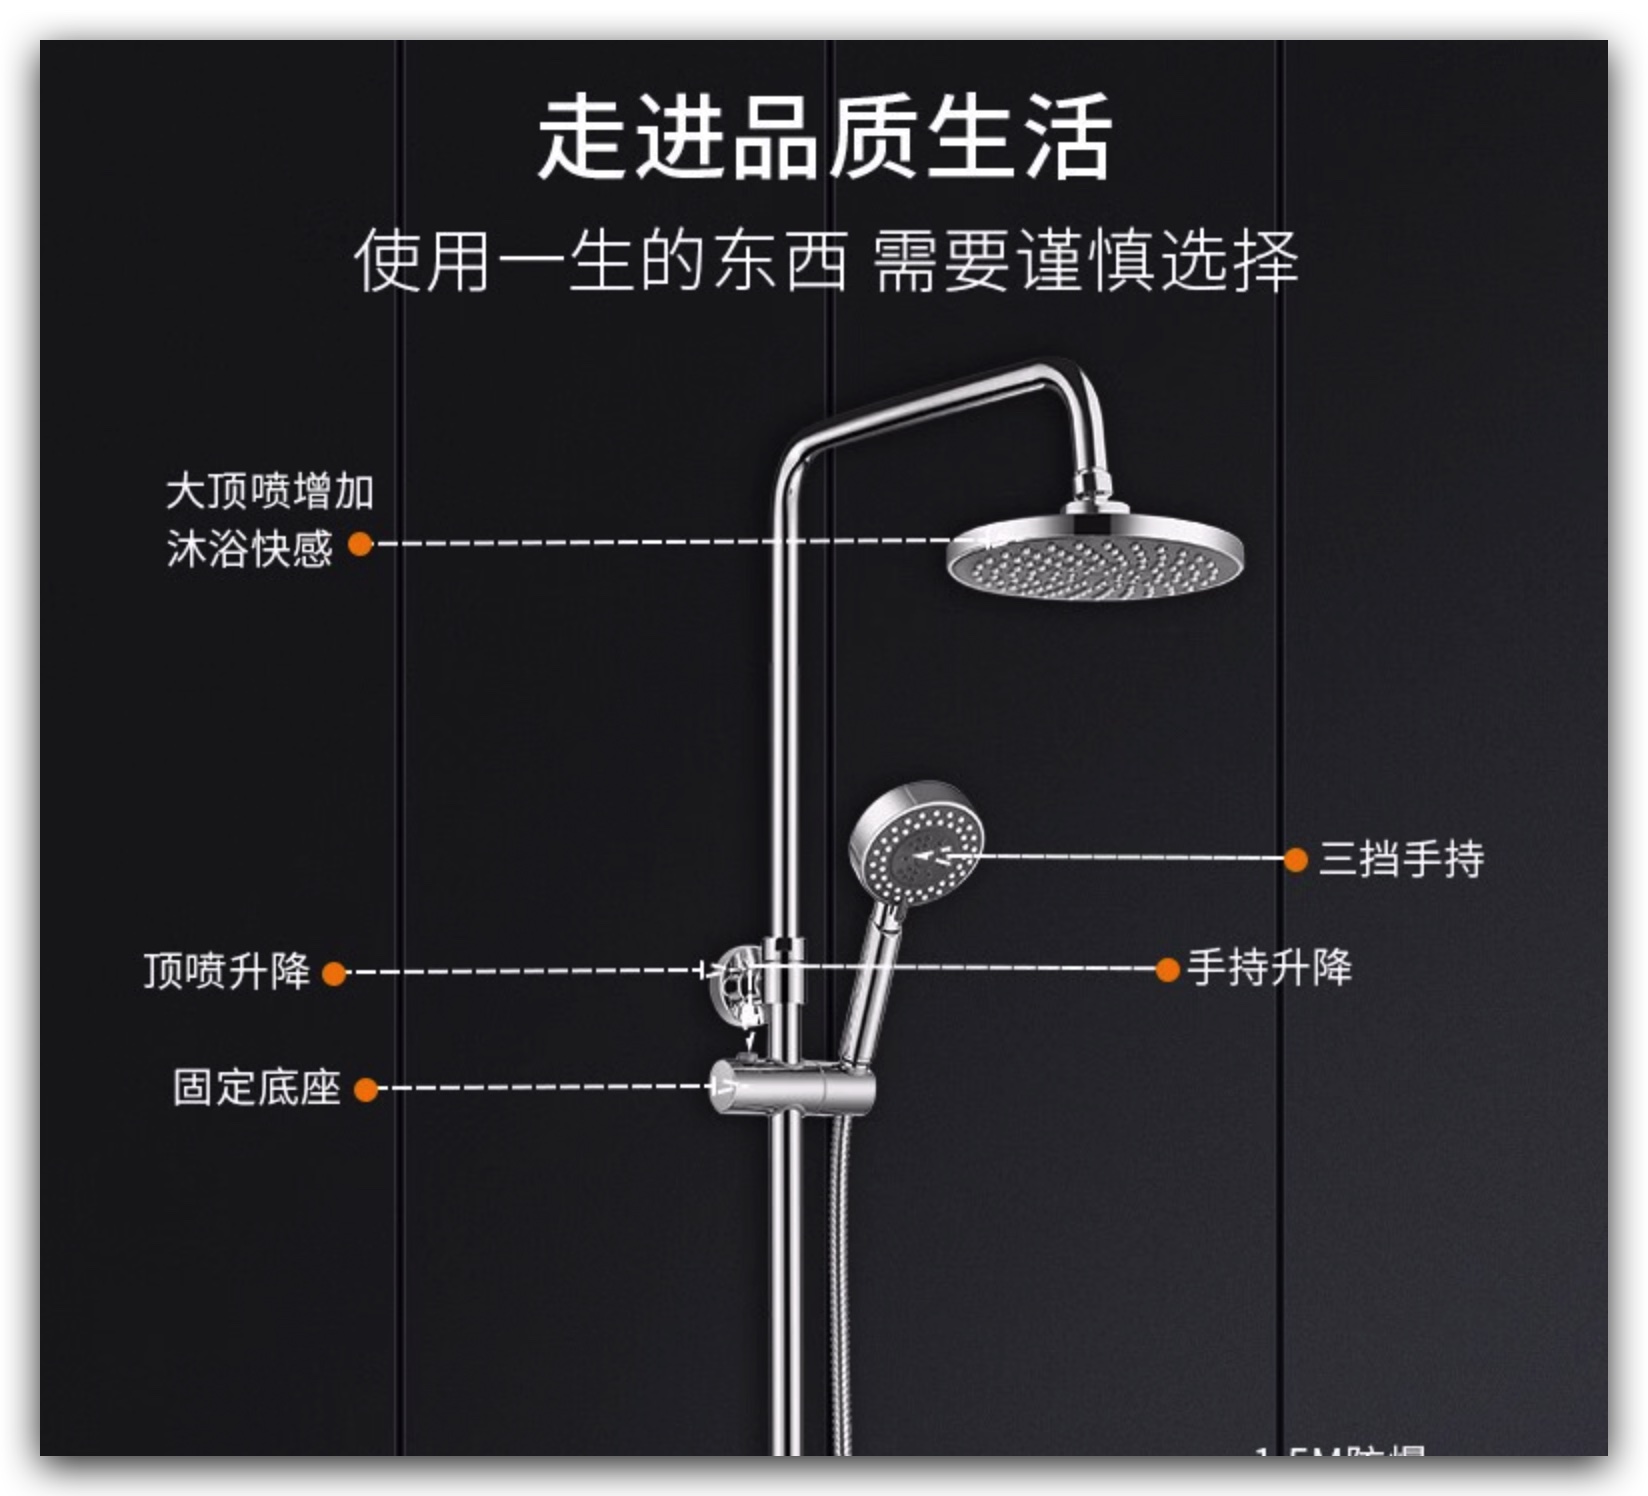 走进品质生活
使用一生的东西 需要谨慎选择
大顶喷增加
沐浴快感
三挡手持
顶喷升降
手持升降
固定底座